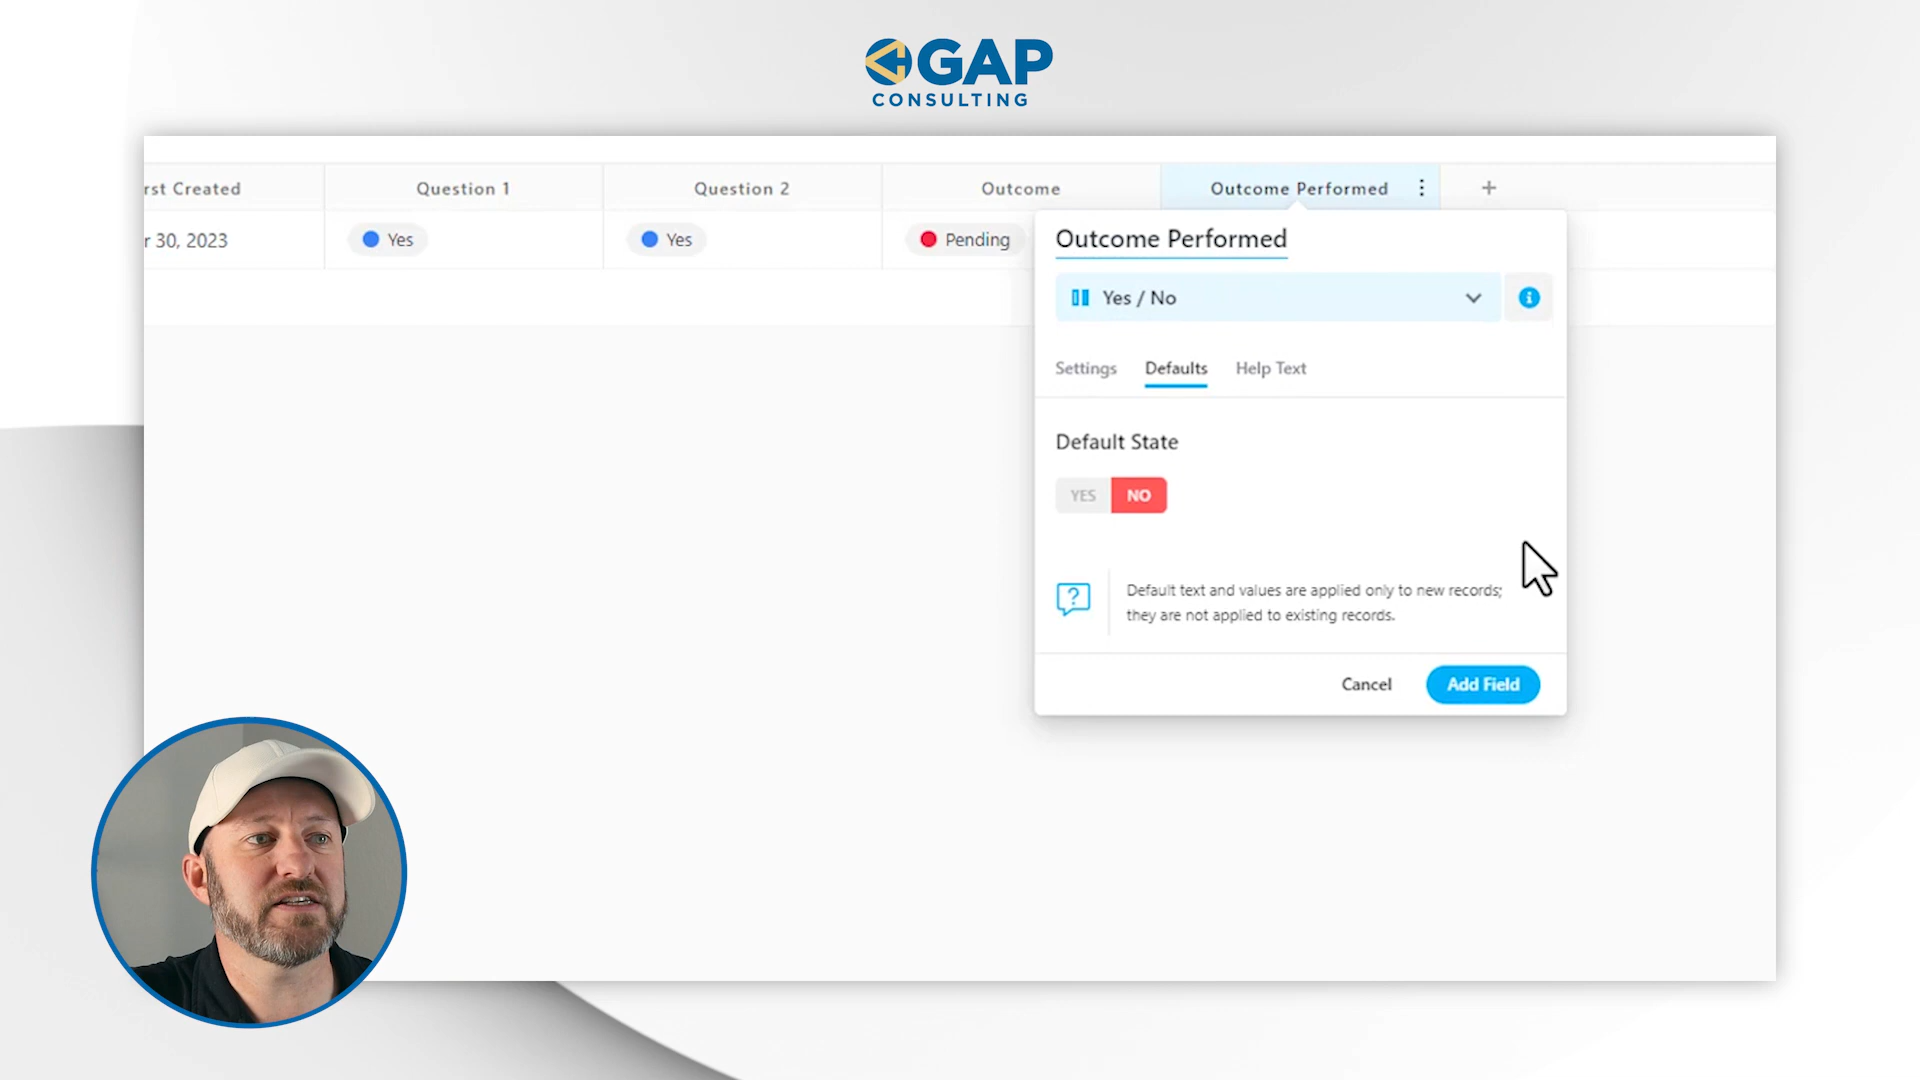 GAP
CONSULTING
rst Created Question 1 Question 2 Outcome Outcome Performed
r 30, 2023 Yes Yes Pending
Outcome Performed
Yes / No
Settings Defaults Help Text
Default State
YES NO
Default text and values are applied only to new records;
they are not applied to existing records.
Cancel Add Field